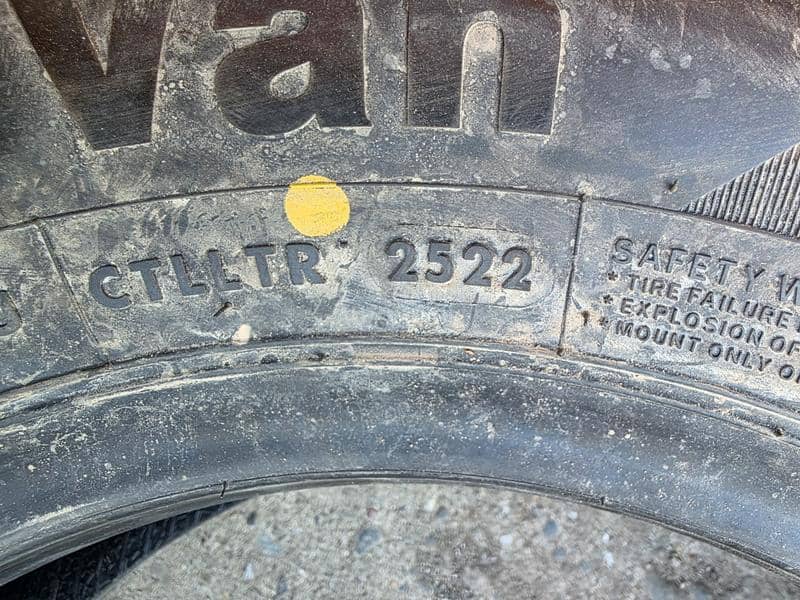 van
CTLLTR 2522
SAFETY
* TIRE FAILURE
* EXPLOSION OF
* MOUNT ONLY